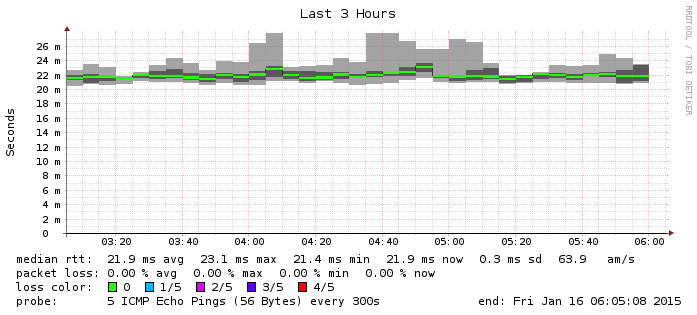 Last 3 Hours
RRDTOOL / TOBI OETIKER
Seconds
26 m
24 m
22 m
20 m
18 m
16 m
14 m
12 m
10 m
8 m
6 m
4 m
2 m
0
03:20 03:40 04:00 04:20 04:40 05:00 05:20 05:40 06:00
median rtt: 21.9 ms avg 23.1 ms max 21.4 ms min 21.9 ms now 0.3 ms sd 63.9 am/s
packet loss: 0.00 % avg 0.00 % max 0.00 % min 0.00 % now
loss color: 0 1/5 2/5 3/5 4/5
probe: 5 ICMP Echo Pings (56 Bytes) every 300s end: Fri Jan 16 06:05:08 2015